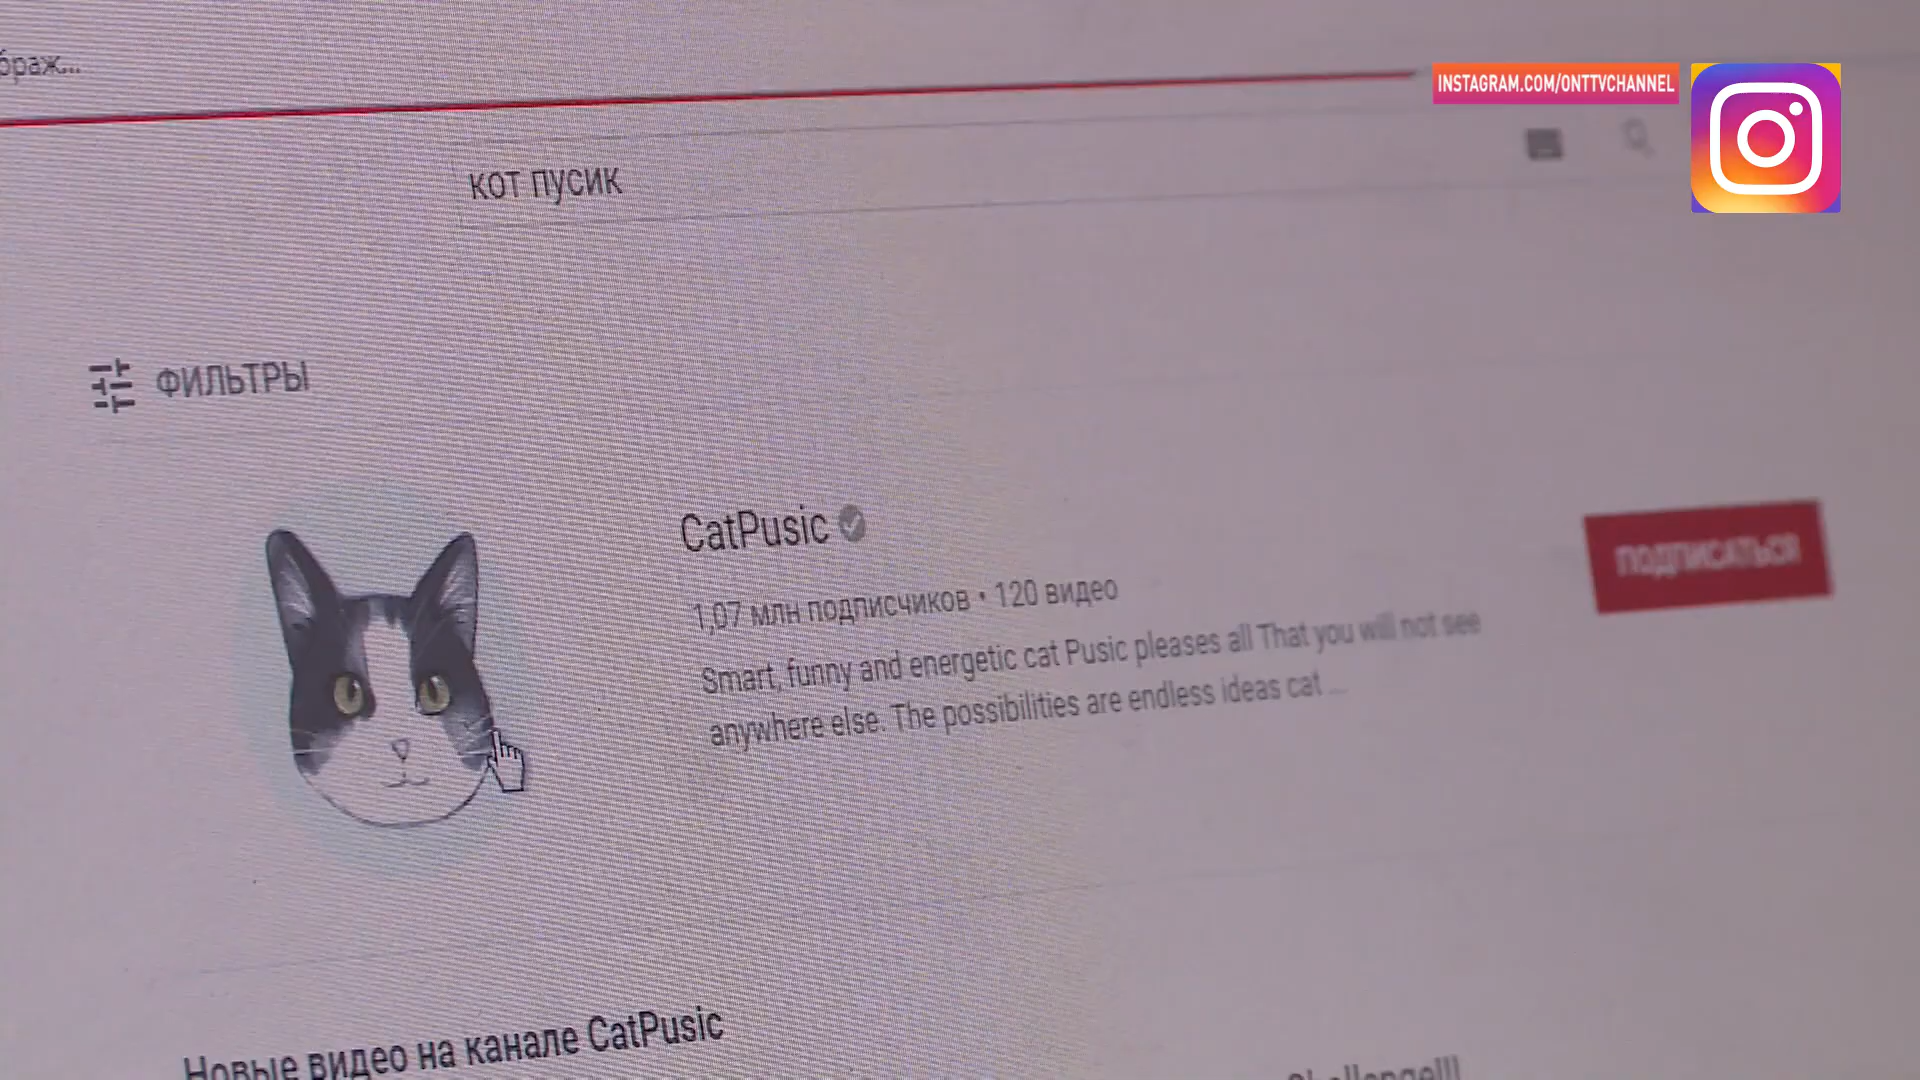 ображ...
INSTAGRAM.COM/ONTTVCHANNEL
кот пусик
ФИЛЬТРЫ
CatPusic
1,07 млн подписчиков • 120 видео
ПОДПИСАТЬСЯ
Smart, funny and energetic cat Pusic pleases all That you will not see
anywhere else. The possibilities are endless ideas cat ...
Новые видео на канале CatPusic
Challenge!!!